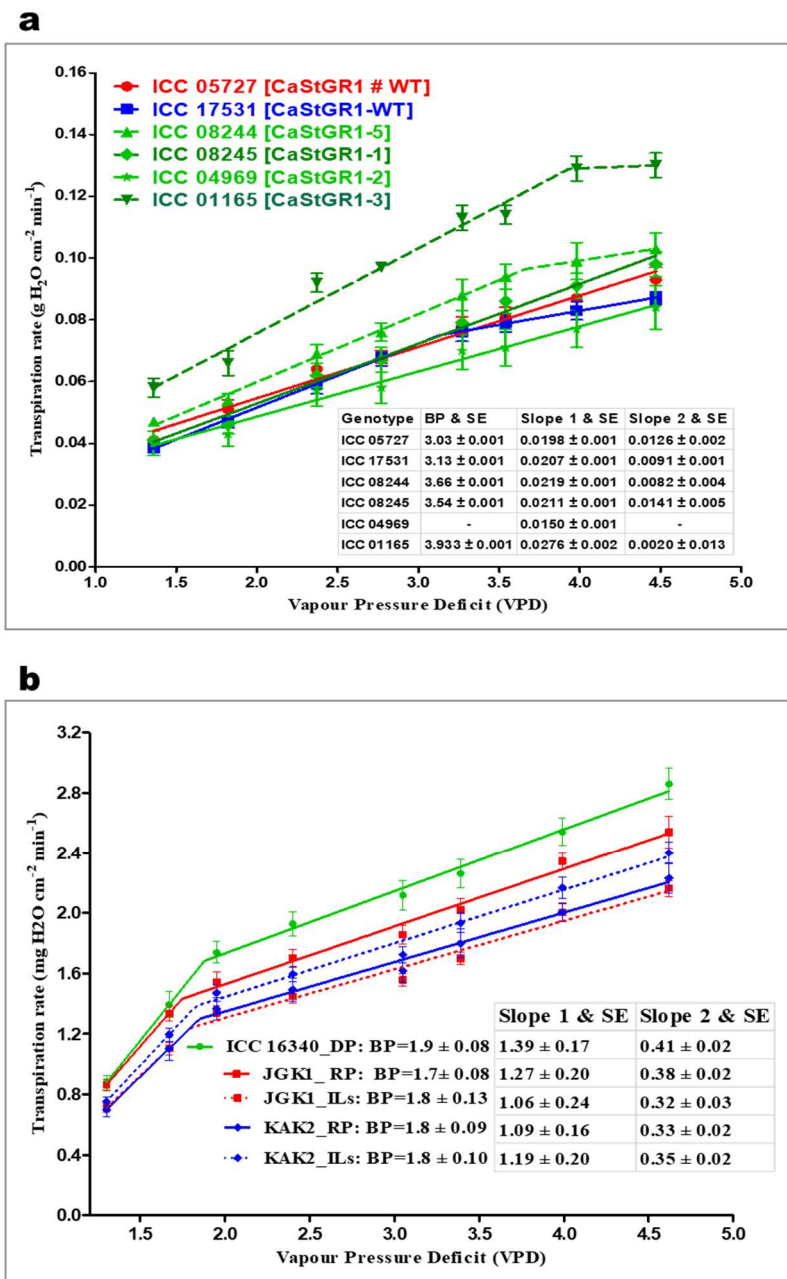 a
0.16
0.14
0.12
0.10
0.08
0.06
0.04
0.02
0.00
Transpiration rate (g H₂O cm⁻² min⁻¹)
ICC 05727 [CaStGR1 # WT]
ICC 17531 [CaStGR1-WT]
ICC 08244 [CaStGR1-5]
ICC 08245 [CaStGR1-1]
ICC 04969 [CaStGR1-2]
ICC 01165 [CaStGR1-3]
Genotype BP & SE Slope 1 & SE Slope 2 & SE
ICC 05727 3.03 ± 0.001 0.0198 ± 0.001 0.0126 ± 0.002
ICC 17531 3.13 ± 0.001 0.0207 ± 0.001 0.0091 ± 0.001
ICC 08244 3.66 ± 0.001 0.0219 ± 0.001 0.0082 ± 0.004
ICC 08245 3.54 ± 0.001 0.0211 ± 0.001 0.0141 ± 0.005
ICC 04969 - 0.0150 ± 0.001 -
ICC 01165 3.933 ± 0.001 0.0276 ± 0.002 0.0020 ± 0.013
1.0 1.5 2.0 2.5 3.0 3.5 4.0 4.5 5.0
Vapour Pressure Deficit (VPD)
b
3.2
2.8
2.4
2.0
1.6
1.2
0.8
0.4
0.0
Transpiration rate (mg H2O cm⁻² min⁻¹)
Slope 1 & SE Slope 2 & SE
ICC 16340_DP: BP=1.9 ± 0.08 1.39 ± 0.17 0.41 ± 0.02
JGK1_ RP: BP=1.7± 0.08 1.27 ± 0.20 0.38 ± 0.02
JGK1_ILs: BP=1.8 ± 0.13 1.06 ± 0.24 0.32 ± 0.03
KAK2_RP: BP=1.8 ± 0.09 1.09 ± 0.16 0.33 ± 0.02
KAK2_ILs: BP=1.8 ± 0.10 1.19 ± 0.20 0.35 ± 0.02
1.5 2.0 2.5 3.0 3.5 4.0 4.5 5.0
Vapour Pressure Deficit (VPD)